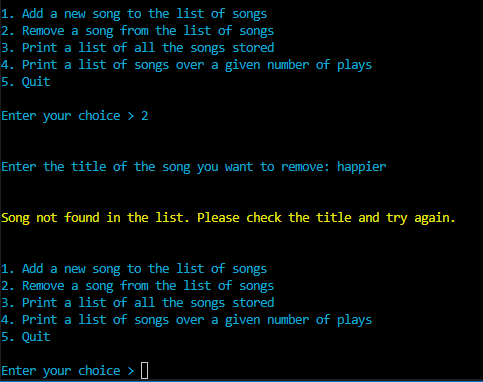 1. Add a new song to the list of songs
2. Remove a song from the list of songs
3. Print a list of all the songs stored
4. Print a list of songs over a given number of plays
5. Quit
Enter your choice > 2
Enter the title of the song you want to remove: happier
Song not found in the list. Please check the title and try again.
1. Add a new song to the list of songs
2. Remove a song from the list of songs
3. Print a list of all the songs stored
4. Print a list of songs over a given number of plays
5. Quit
Enter your choice >